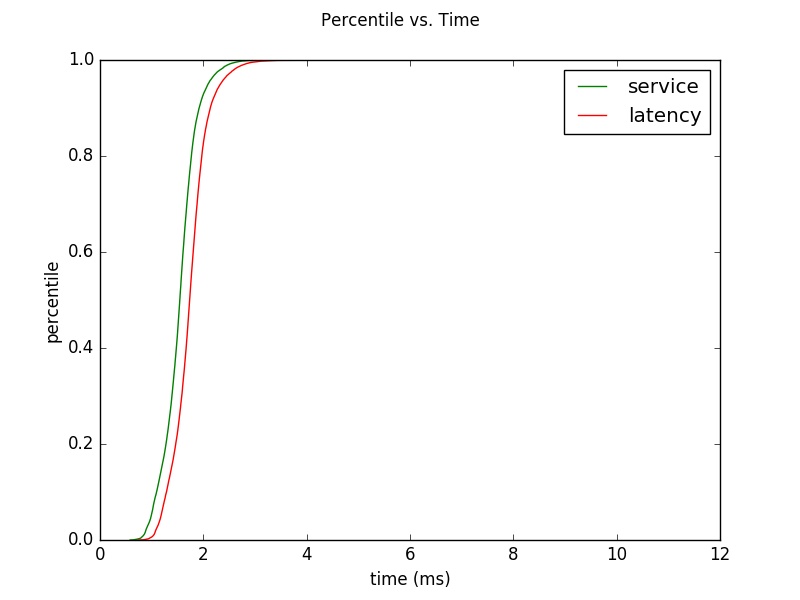 Percentile vs. Time
1.0
0.8
0.6
0.4
0.2
0.0
percentile
0 2 4 6 8 10 12
time (ms)
service
latency